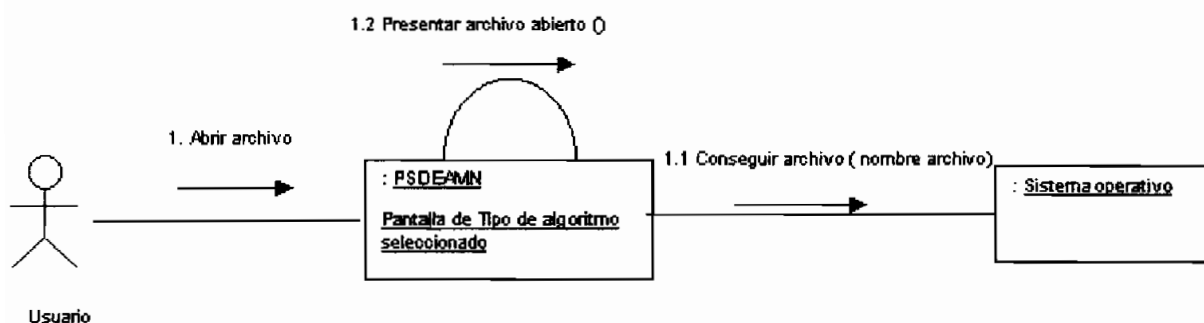 1.2 Presentar archivo abierto ()
1. Abrir archivo
1.1 Conseguir archivo ( nombre archivo)
: PSDEAMN
Pantalla de Tipo de algoritmo
seleccionado
: Sistema operativo
Usuario